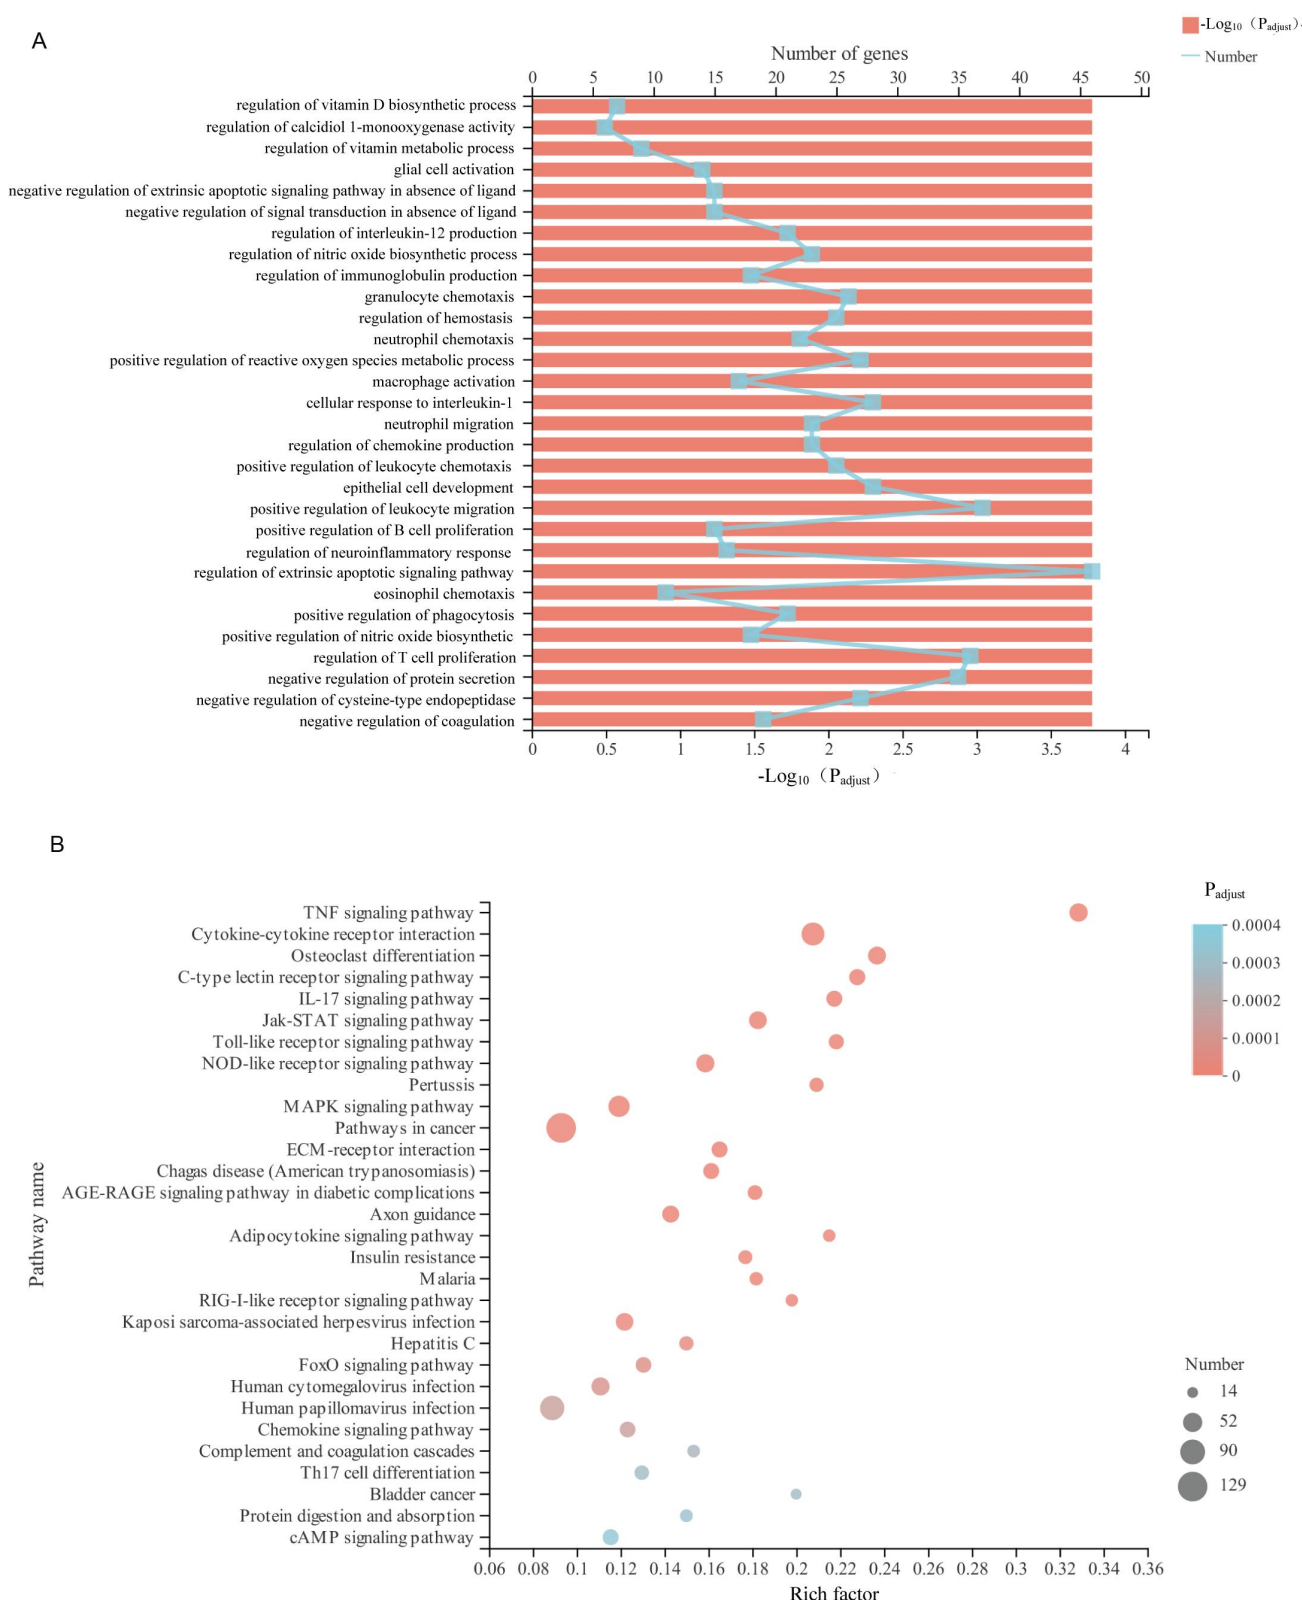 A
-Log10（Padjust）
Number
Number of genes
0 5 10 15 20 25 30 35 40 45 50
regulation of vitamin D biosynthetic process
regulation of calcidiol 1-monooxygenase activity
regulation of vitamin metabolic process
glial cell activation
negative regulation of extrinsic apoptotic signaling pathway in absence of ligand
negative regulation of signal transduction in absence of ligand
regulation of interleukin-12 production
regulation of nitric oxide biosynthetic process
regulation of immunoglobulin production
granulocyte chemotaxis
regulation of hemostasis
neutrophil chemotaxis
positive regulation of reactive oxygen species metabolic process
macrophage activation
cellular response to interleukin-1
neutrophil migration
regulation of chemokine production
positive regulation of leukocyte chemotaxis
epithelial cell development
positive regulation of leukocyte migration
positive regulation of B cell proliferation
regulation of neuroinflammatory response
regulation of extrinsic apoptotic signaling pathway
eosinophil chemotaxis
positive regulation of phagocytosis
positive regulation of nitric oxide biosynthetic
regulation of T cell proliferation
negative regulation of protein secretion
negative regulation of cysteine-type endopeptidase
negative regulation of coagulation
0 0.5 1 1.5 2 2.5 3 3.5 4
-Log10（Padjust）
B
Padjust
0.0004
0.0003
0.0002
0.0001
0
Pathway name
TNF signaling pathway
Cytokine-cytokine receptor interaction
Osteoclast differentiation
C-type lectin receptor signaling pathway
IL-17 signaling pathway
Jak-STAT signaling pathway
Toll-like receptor signaling pathway
NOD-like receptor signaling pathway
Pertussis
MAPK signaling pathway
Pathways in cancer
ECM-receptor interaction
Chagas disease (American trypanosomiasis)
AGE-RAGE signaling pathway in diabetic complications
Axon guidance
Adipocytokine signaling pathway
Insulin resistance
Malaria
RIG-I-like receptor signaling pathway
Kaposi sarcoma-associated herpesvirus infection
Hepatitis C
FoxO signaling pathway
Human cytomegalovirus infection
Human papillomavirus infection
Chemokine signaling pathway
Complement and coagulation cascades
Th17 cell differentiation
Bladder cancer
Protein digestion and absorption
cAMP signaling pathway
Number
14
52
90
129
0.06 0.08 0.1 0.12 0.14 0.16 0.18 0.2 0.22 0.24 0.26 0.28 0.3 0.32 0.34 0.36
Rich factor